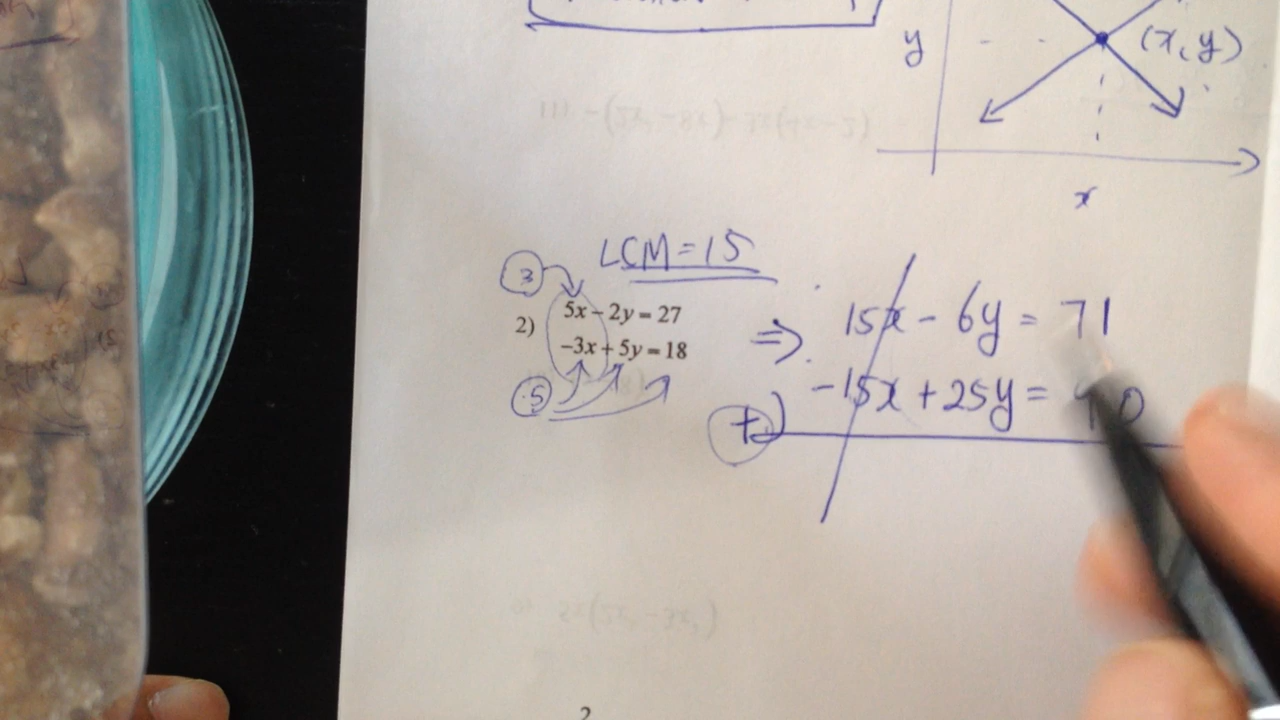 y
(x, y)
x
LCM = 15
3
2)
5x – 2y = 27
–3x + 5y = 18
5
⇒
15x - 6y = 71
-15x + 25y =
+)